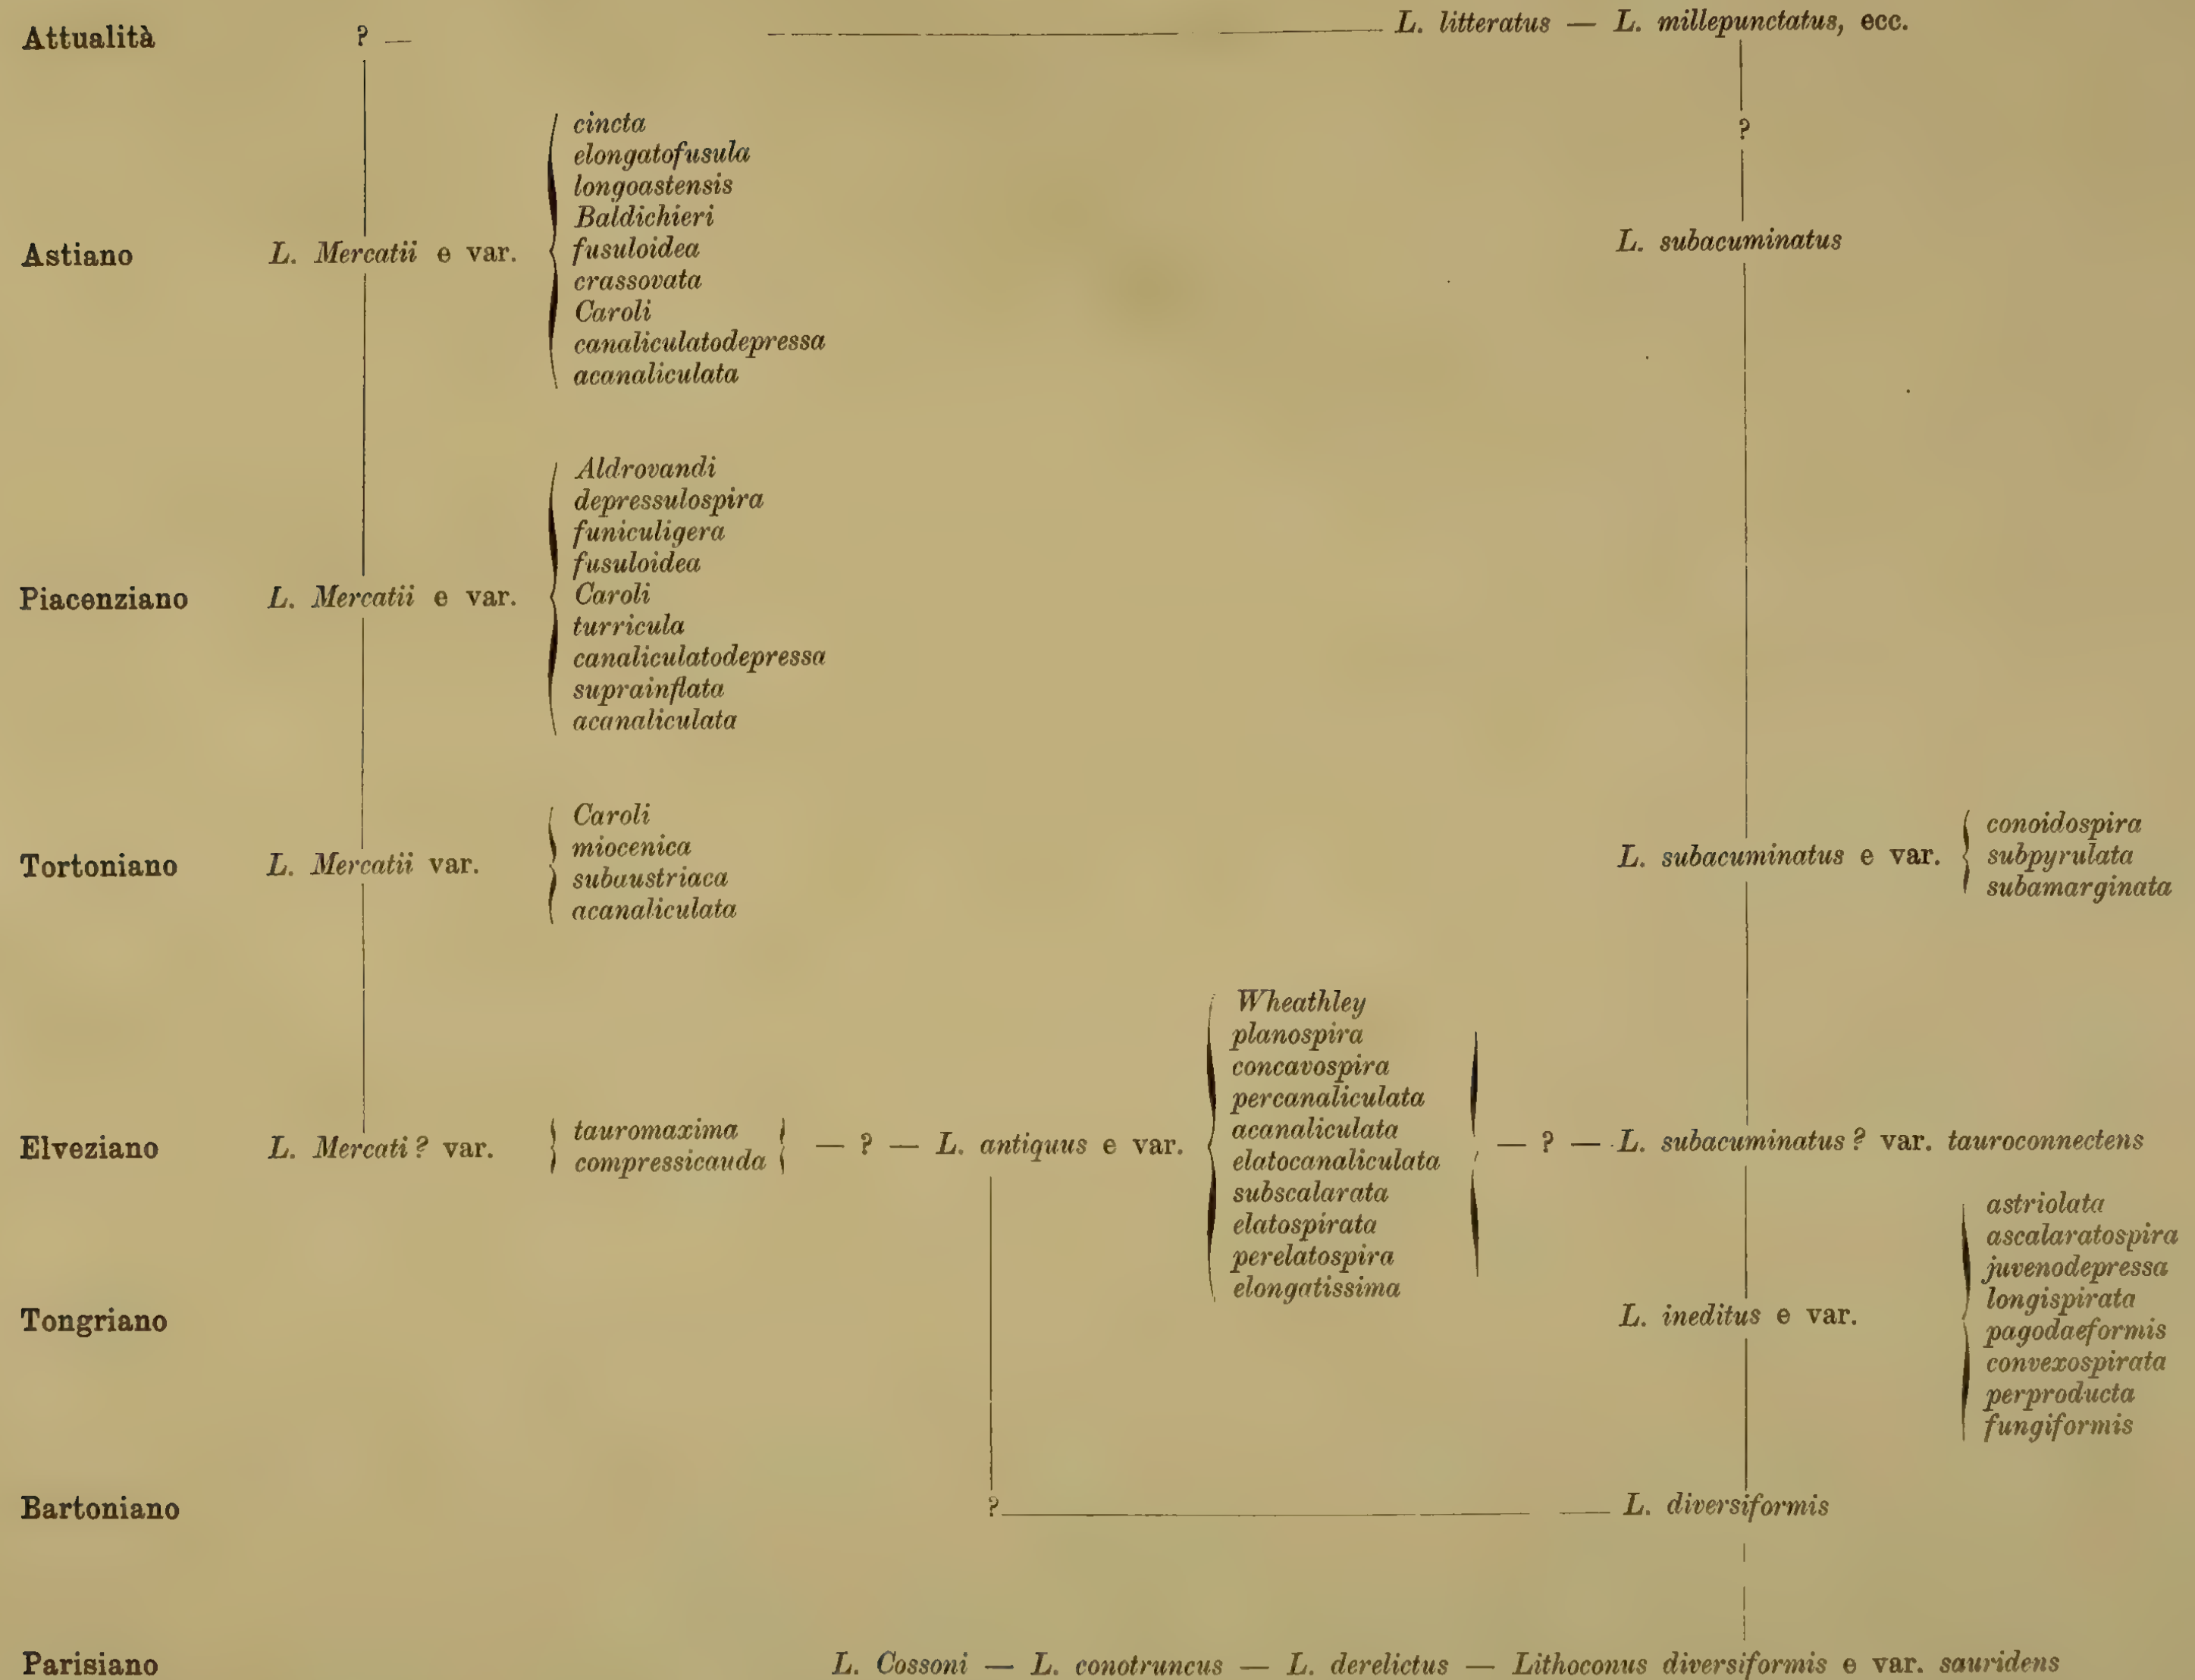 Attualità ? — — L. litteratus — L. millepunctatus, ecc.
?
cincta
elongatofusula
longoastensis
Baldichieri
fusuloidea
crassovata
Caroli
canaliculatodepressa
acanaliculata
Astiano L. Mercatii e var. L. subacuminatus
Aldrovandi
depressulospira
funiculigera
fusuloidea
Caroli
turricula
canaliculatodepressa
suprainflata
acanaliculata
Piacenziano L. Mercatii e var.
Caroli
miocenica
subaustriaca
acanaliculata
Tortoniano L. Mercatii var. L. subacuminatus e var.
conoidospira
subpyrulata
submarginata
Wheathley
planospira
concavospira
percanaliculata
acanaliculata
elatocanaliculata
subscalarata
elatospirata
perelatospira
elongatissima
Elveziano L. Mercati? var.
tauromaxima
compressicauda
— ? — L. antiquus e var. — ? — L. subacuminatus? var. tauroconnectens
astriolata
ascalaratospira
juvenodepressa
longispirata
pagodaeformis
convexospirata
perproducta
fungiformis
Tongriano L. ineditus e var.
Bartoniano ? — L. diversiformis
Parisiano L. Cossoni — L. conotruncus — L. derelictus — Lithoconus diversiformis e var. sauridens